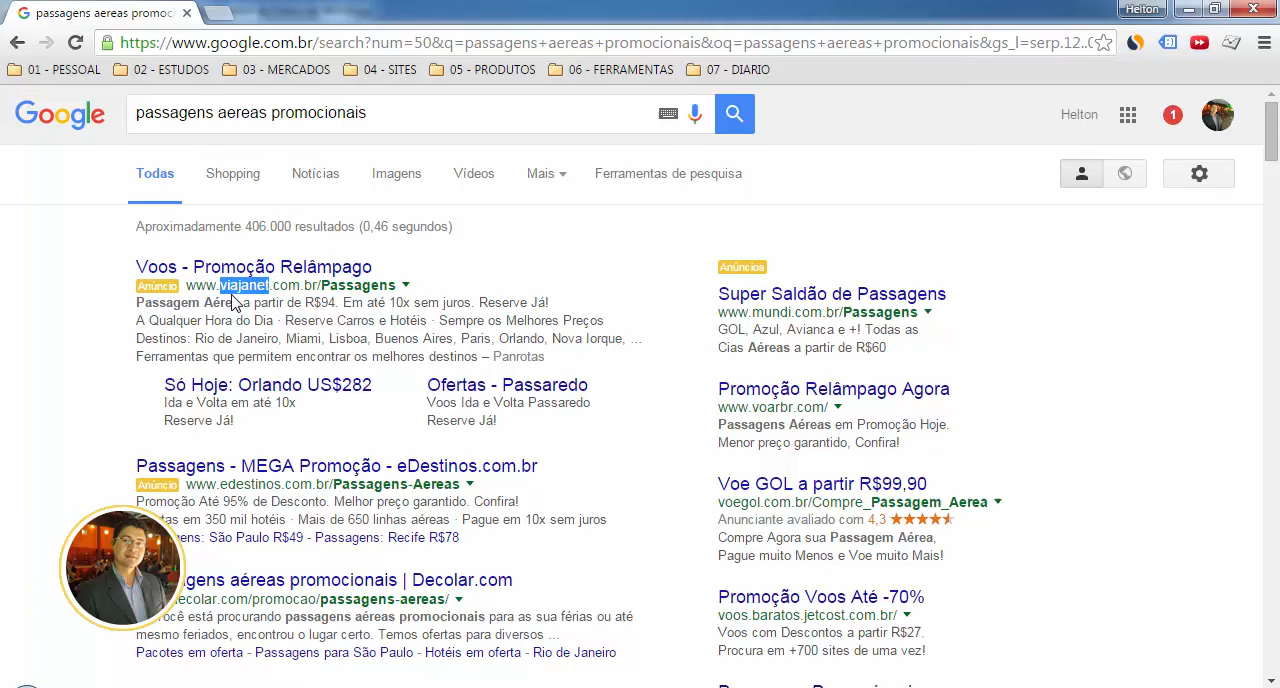 passagens aereas promoci
Helton
https://www.google.com.br/search?num=50&q=passagens+aereas+promocionais&oq=passagens+aereas+promocionais&gs_l=serp.12..
01 - PESSOAL
02 - ESTUDOS
03 - MERCADOS
04 - SITES
05 - PRODUTOS
06 - FERRAMENTAS
07 - DIARIO
Google
passagens aereas promocionais
Helton
1
Todas
Shopping
Notícias
Imagens
Vídeos
Mais
Ferramentas de pesquisa
Aproximadamente 406.000 resultados (0,46 segundos)
Voos - Promoção Relâmpago
Anúncio www.viajanet.com.br/Passagens
Passagem Aére a partir de R$94. Em até 10x sem juros. Reserve Já!
A Qualquer Hora do Dia · Reserve Carros e Hotéis · Sempre os Melhores Preços
Destinos: Rio de Janeiro, Miami, Lisboa, Buenos Aires, Paris, Orlando, Nova Iorque, ...
Ferramentas que permitem encontrar os melhores destinos – Panrotas
Só Hoje: Orlando US$282
Ida e Volta em até 10x
Reserve Já!
Ofertas - Passaredo
Voos Ida e Volta Passaredo
Reserve Já!
Passagens - MEGA Promoção - eDestinos.com.br
Anúncio www.edestinos.com.br/Passagens-Aereas
Promoção Até 95% de Desconto. Melhor preço garantido. Confira!
tas em 350 mil hotéis · Mais de 650 linhas aéreas · Pague em 10x sem juros
gens: São Paulo R$49 - Passagens: Recife R$78
agens aéreas promocionais | Decolar.com
decolar.com/promocao/passagens-aereas/
você está procurando passagens aéreas promocionais para as sua férias ou até
mesmo feriados, encontrou o lugar certo. Temos ofertas para diversos ...
Pacotes em oferta - Passagens para São Paulo - Hotéis em oferta - Rio de Janeiro
Anúncios
Super Saldão de Passagens
www.mundi.com.br/Passagens
GOL, Azul, Avianca e +! Todas as
Cias Aéreas a partir de R$60
Promoção Relâmpago Agora
www.voarbr.com/
Passagens Aéreas em Promoção Hoje.
Menor preço garantido, Confira!
Voe GOL a partir R$99,90
voegol.com.br/Compre_Passagem_Aerea
Anunciante avaliado com 4,3
Compre Agora sua Passagem Aérea,
Pague muito Menos e Voe muito Mais!
Promoção Voos Até -70%
voos.baratos.jetcost.com.br/
Voos com Descontos a partir R$27.
Procura em +700 sites de uma vez!